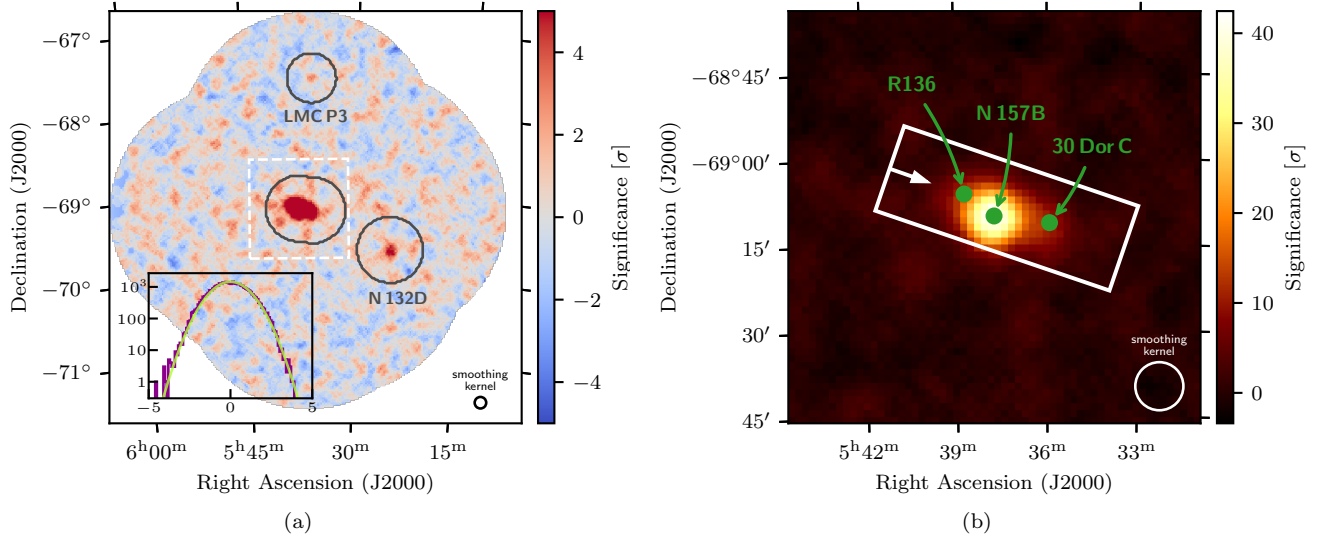 −67°
−68°
−69°
−70°
−71°
Declination (J2000)
LMC P3
N 132D
10³
100
10
1
−5
0
5
smoothing
kernel
6ʰ00ᵐ
5ʰ45ᵐ
30ᵐ
15ᵐ
Right Ascension (J2000)
4
2
0
−2
−4
Significance [σ]
(a)
−68°45′
−69°00′
15′
30′
45′
Declination (J2000)
R136
N 157B
30 Dor C
smoothing
kernel
5ʰ42ᵐ
39ᵐ
36ᵐ
33ᵐ
Right Ascension (J2000)
40
30
20
10
0
Significance [σ]
(b)